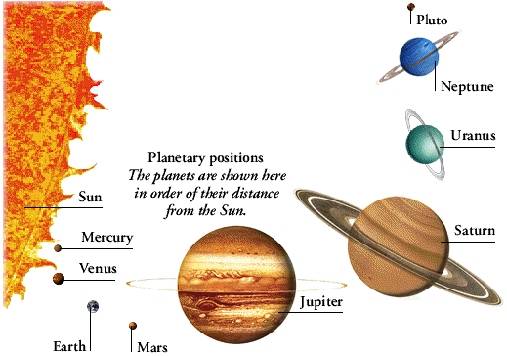 Pluto
Neptune
Uranus
Planetary positions
The planets are shown here
in order of their distance
from the Sun.
Sun
Saturn
Mercury
Venus
Jupiter
Earth
Mars